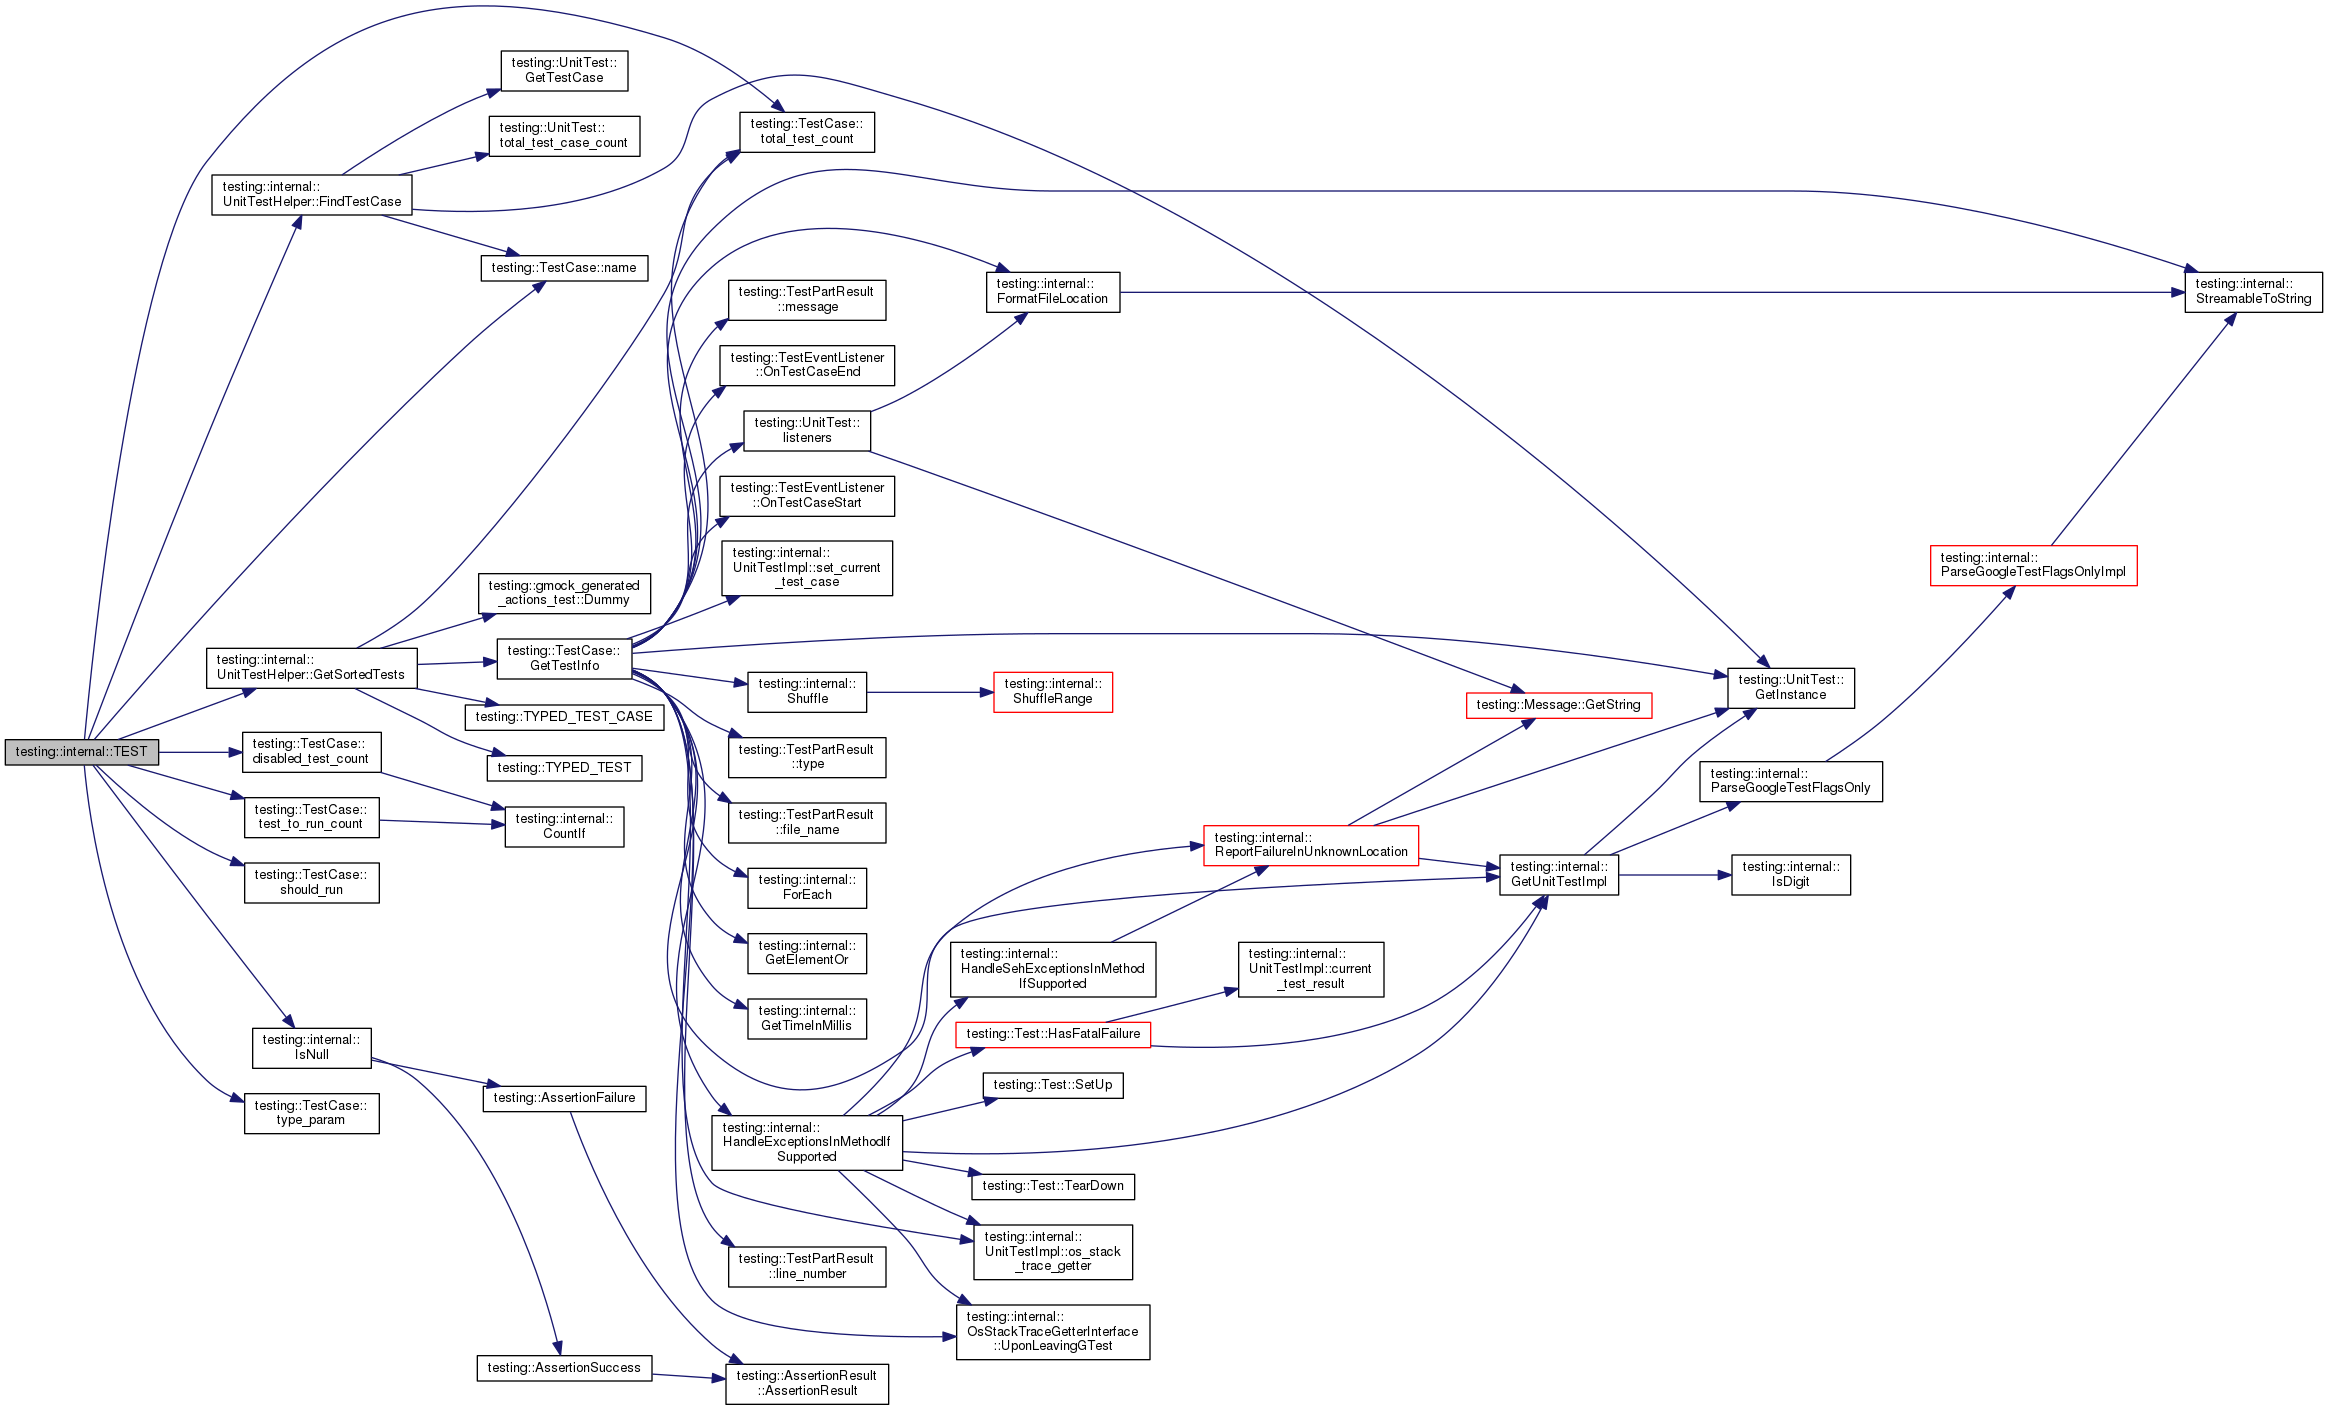 testing::UnitTest::
GetTestCase
testing::TestCase::
total_test_count
testing::UnitTest::
total_test_case_count
testing::internal::
UnitTestHelper::FindTestCase
testing::TestCase::name
testing::TestPartResult
::message
testing::internal::
FormatFileLocation
testing::internal::
StreamableToString
testing::TestEventListener
::OnTestCaseEnd
testing::UnitTest::
listeners
testing::TestEventListener
::OnTestCaseStart
testing::internal::
UnitTestImpl::set_current
_test_case
testing::internal::
ParseGoogleTestFlagsOnlyImpl
testing::gmock_generated
_actions_test::Dummy
testing::internal::
UnitTestHelper::GetSortedTests
testing::TestCase::
GetTestInfo
testing::internal::
Shuffle
testing::internal::
ShuffleRange
testing::Message::GetString
testing::UnitTest::
GetInstance
testing::TYPED_TEST_CASE
testing::internal::TEST
testing::TestCase::
disabled_test_count
testing::TYPED_TEST
testing::TestPartResult
::type
testing::internal::
ParseGoogleTestFlagsOnly
testing::TestCase::
test_to_run_count
testing::internal::
CountIf
testing::TestPartResult
::file_name
testing::internal::
ReportFailureInUnknownLocation
testing::TestCase::
should_run
testing::internal::
ForEach
testing::internal::
GetUnitTestImpl
testing::internal::
IsDigit
testing::internal::
GetElementOr
testing::internal::
HandleSehExceptionsInMethod
IfSupported
testing::internal::
UnitTestImpl::current
_test_result
testing::internal::
GetTimeInMillis
testing::Test::HasFatalFailure
testing::internal::
IsNull
testing::AssertionFailure
testing::Test::SetUp
testing::TestCase::
type_param
testing::internal::
HandleExceptionsInMethodIf
Supported
testing::Test::TearDown
testing::internal::
UnitTestImpl::os_stack
_trace_getter
testing::TestPartResult
::line_number
testing::internal::
OsStackTraceGetterInterface
::UponLeavingGTest
testing::AssertionSuccess
testing::AssertionResult
::AssertionResult